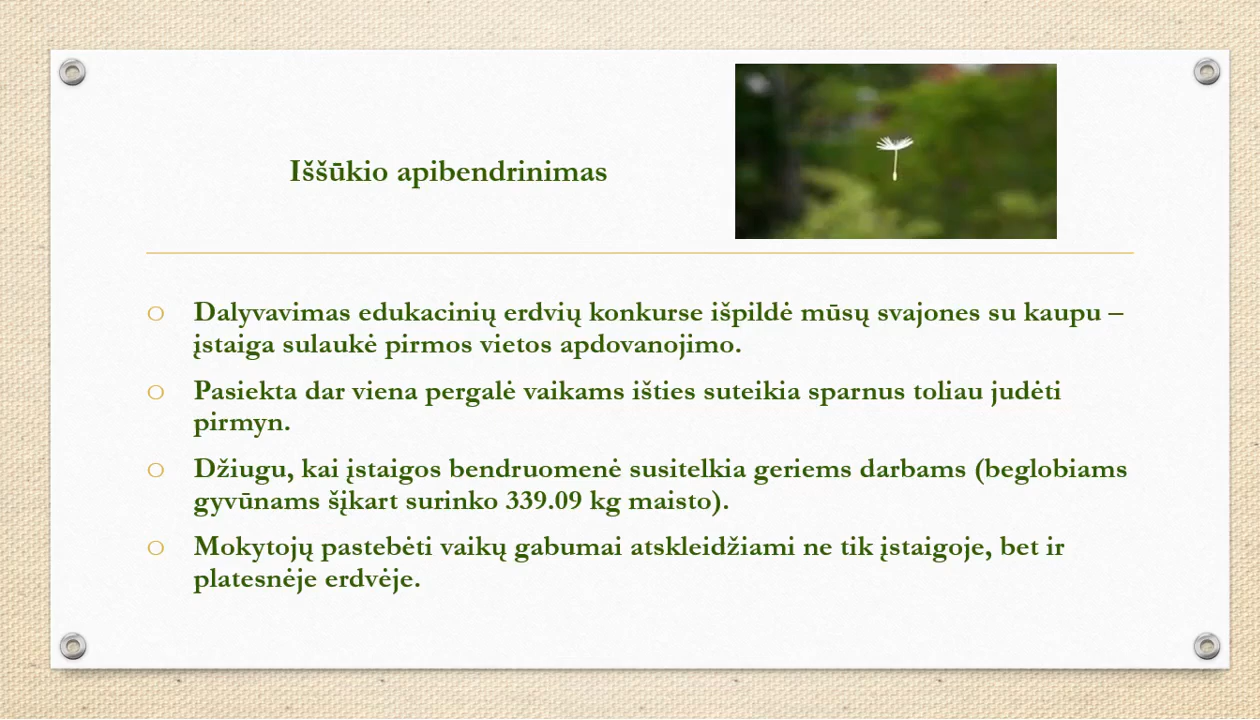 Iššūkio apibendrinimas
Dalyvavimas edukacinių erdvių konkurse išpildė mūsų svajones su kaupu –
įstaiga sulaukė pirmos vietos apdovanojimo.
Pasiekta dar viena pergalė vaikams išties suteikia sparnus toliau judėti
pirmyn.
Džiugu, kai įstaigos bendruomenė susitelkia geriems darbams (beglobiams
gyvūnams šįkart surinko 339.09 kg maisto).
Mokytojų pastebėti vaikų gabumai atskleidžiami ne tik įstaigoje, bet ir
platesnėje erdvėje.